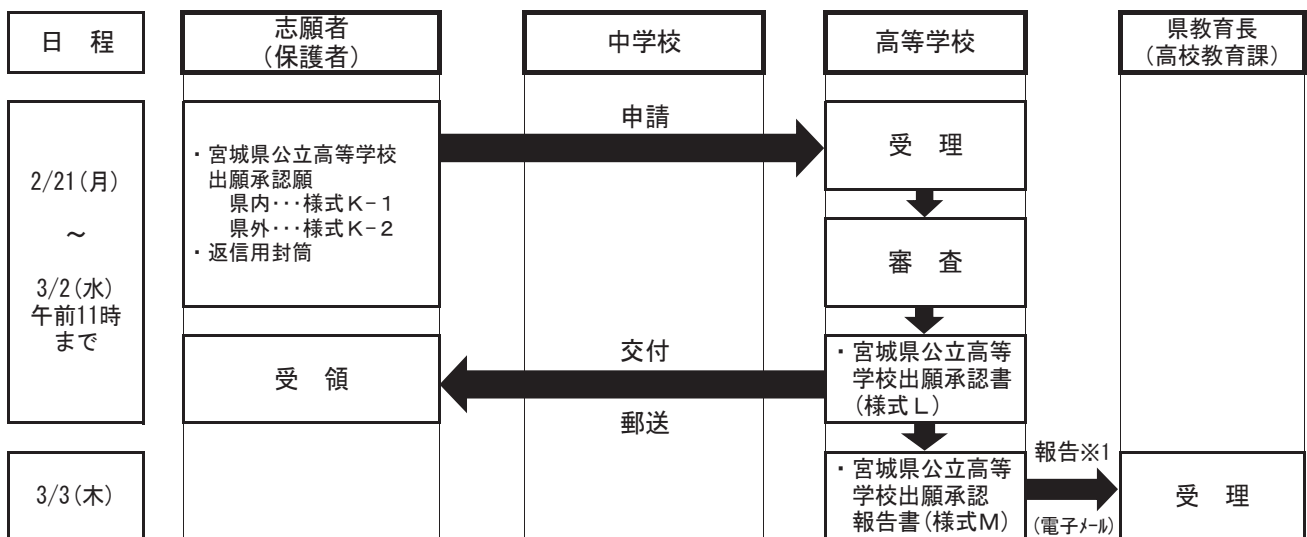 日 程
志願者
（保護者）
中学校
高等学校
県教育長
（高校教育課）
2/21（月）
～
3/2（水）
午前11時
まで
・宮城県公立高等学校
出願承認願
県内･･･様式Ｋ-１
県外･･･様式Ｋ-２
・返信用封筒
申請
受 理
審 査
受 領
交付
郵送
・宮城県公立高等
学校出願承認書
（様式Ｌ）
3/3（木）
・宮城県公立高等
学校出願承認
報告書（様式Ｍ）
報告※1
（電子ﾒｰﾙ）
受 理